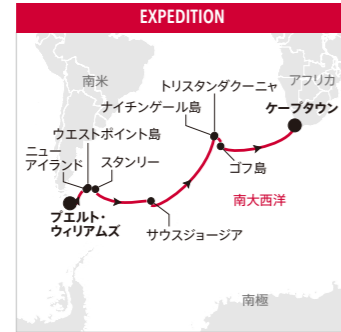 EXPEDITION
トリスタンダクーニャ
南米
アフリカ
ナイチンゲール島
ケープタウン
ウエストポイント島
ニュー
アイランド
スタンリー
ゴフ島
南大西洋
プエルト・
ウィリアムズ
サウスジョージア
南極